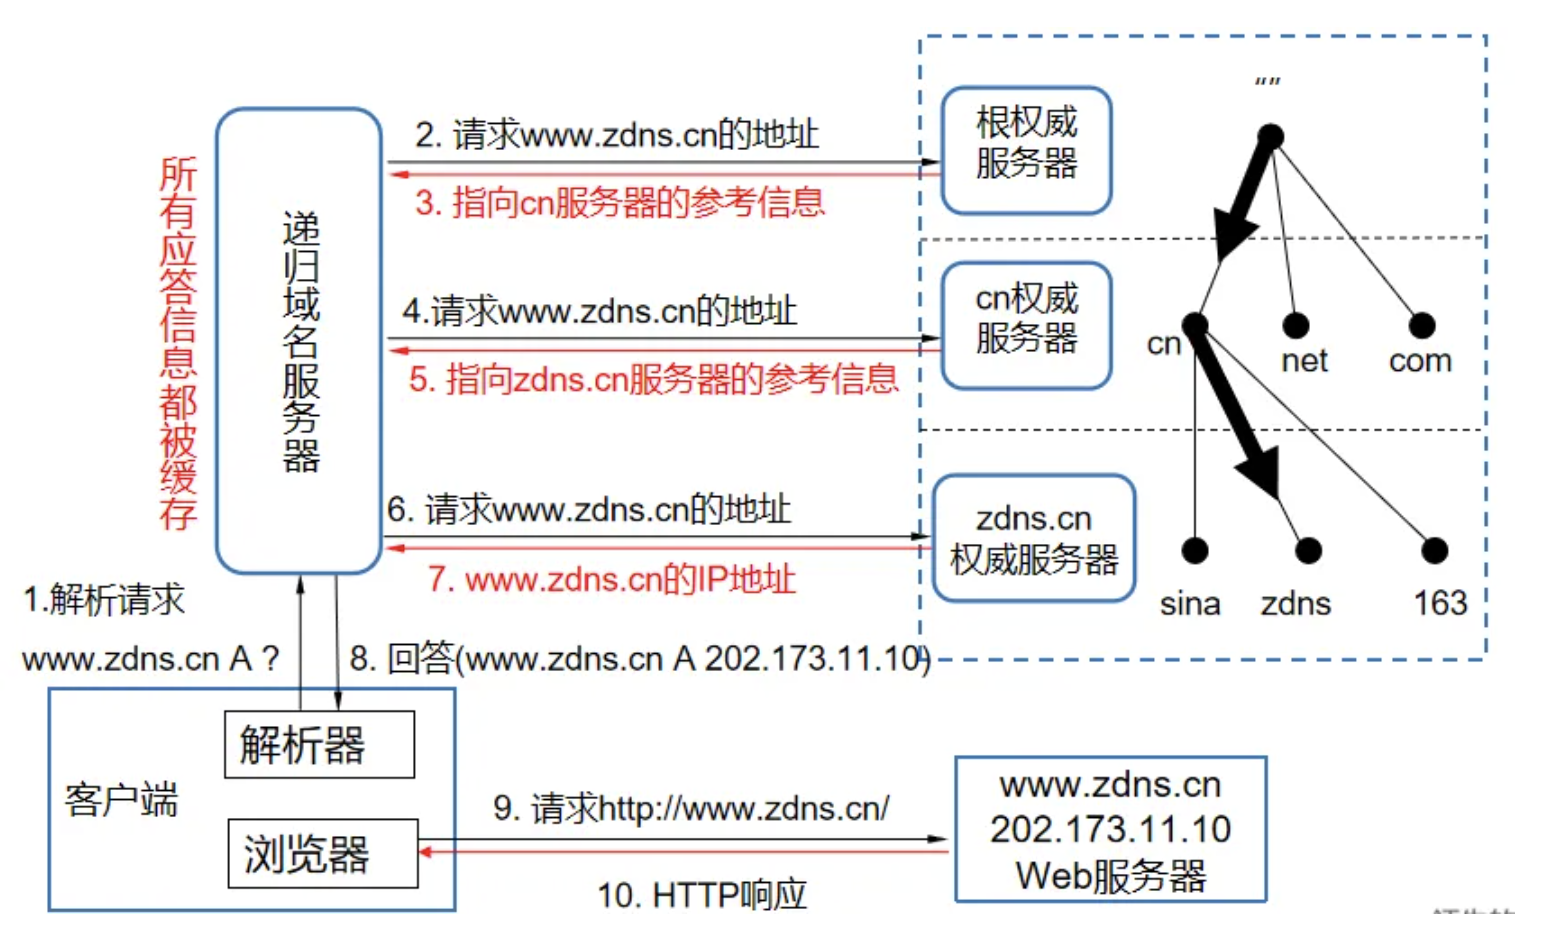 “”
根权威
服务器
2. 请求www.zdns.cn的地址
3. 指向cn服务器的参考信息
所有应答信息都被缓存
递归域名服务器
cn权威
服务器
4.请求www.zdns.cn的地址
5. 指向zdns.cn服务器的参考信息
cn
net
com
zdns.cn
权威服务器
6. 请求www.zdns.cn的地址
7. www.zdns.cn的IP地址
sina
zdns
163
1.解析请求
www.zdns.cn A ?
8. 回答(www.zdns.cn A 202.173.11.10)
解析器
客户端
浏览器
9. 请求http://www.zdns.cn/
10. HTTP响应
www.zdns.cn
202.173.11.10
Web服务器